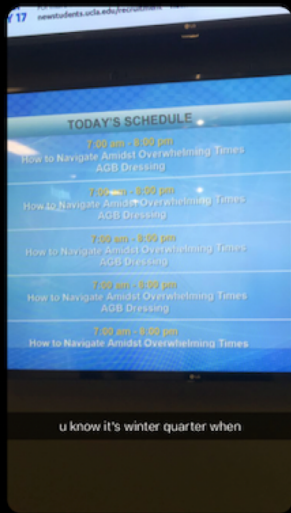 Y 17
newstudents.ucla.edu/recruitment
TODAY'S SCHEDULE
7:00 am - 8:00 pm
How to Navigate Amidst Overwhelming Times
AGB Dressing
7:00 am - 8:00 pm
How to Navigate Amidst Overwhelming Times
AGB Dressing
7:00 am - 8:00 pm
How to Navigate Amidst Overwhelming Times
AGB Dressing
7:00 am - 8:00 pm
How to Navigate Amidst Overwhelming Times
AGB Dressing
7:00 am - 8:00 pm
How to Navigate Amidst Overwhelming Times
u know it's winter quarter when